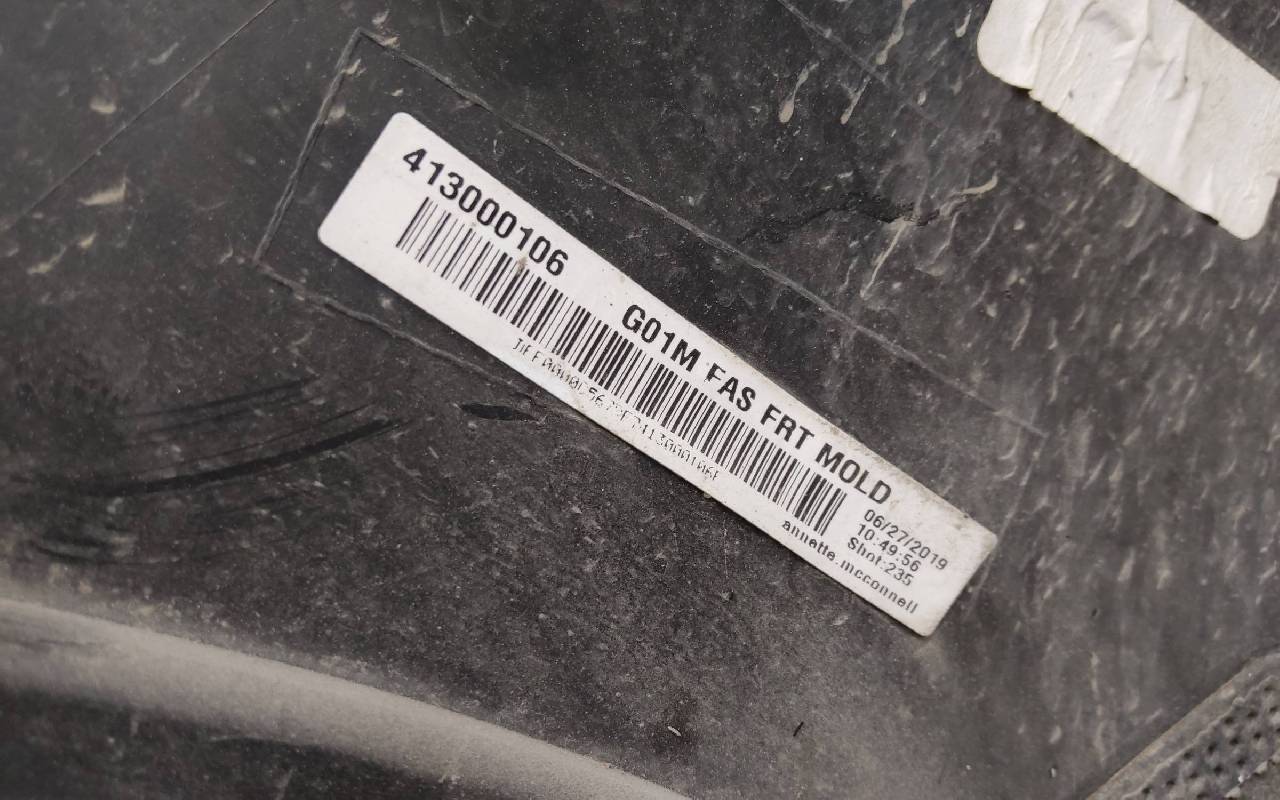 413000106
G01M FAS FRT MOLD
06/27/2019
10:49:56
Shot:235
annette.mcconnell